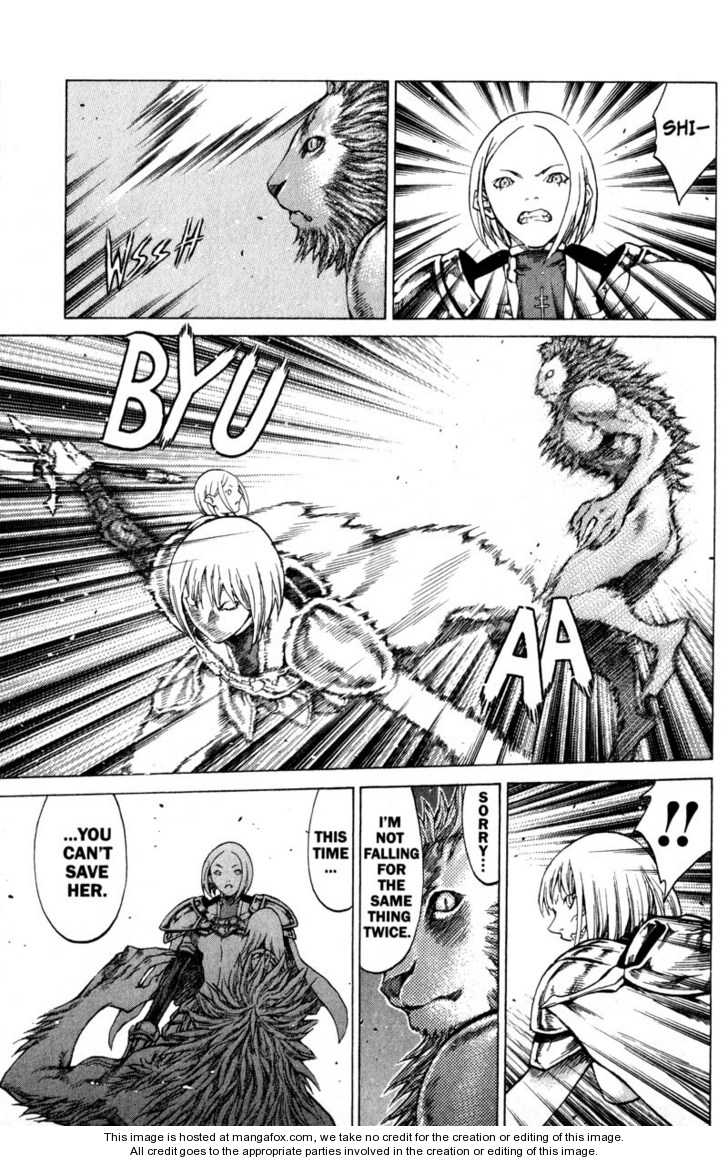 SHI–
WSSH
BYU
AA
!!
SORRY...
I'M
NOT
FALLING
FOR
THE
SAME
THING
TWICE.
THIS
TIME
...
...YOU
CAN'T
SAVE
HER.
This image is hosted at mangafox.com, we take no credit for the creation or editing of this image.
All credit goes to the appropriate parties involved in the creation or editing of this image.